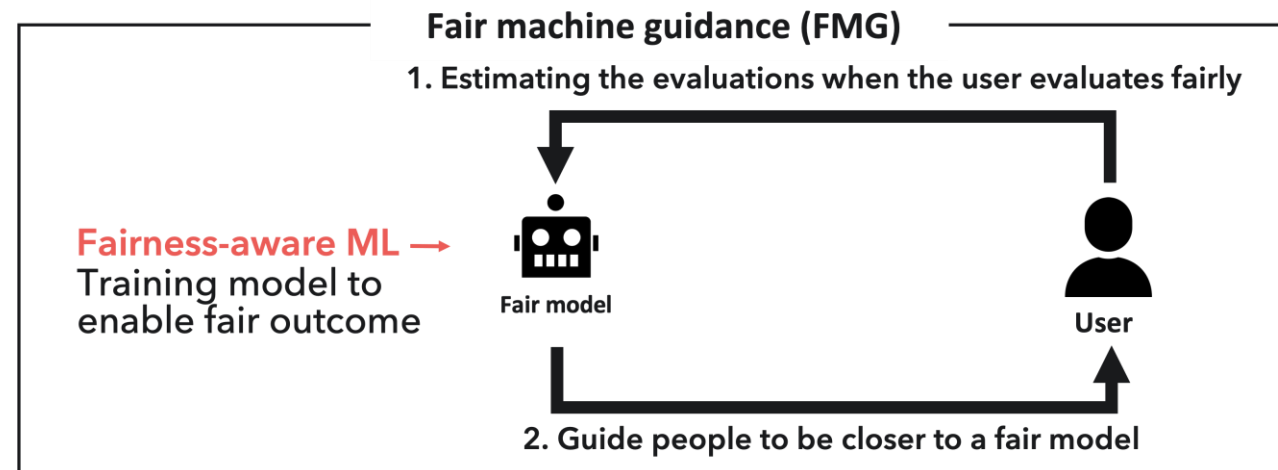 Fair machine guidance (FMG)
1. Estimating the evaluations when the user evaluates fairly
Fairness-aware ML →
Training model to
enable fair outcome
Fair model
User
2. Guide people to be closer to a fair model